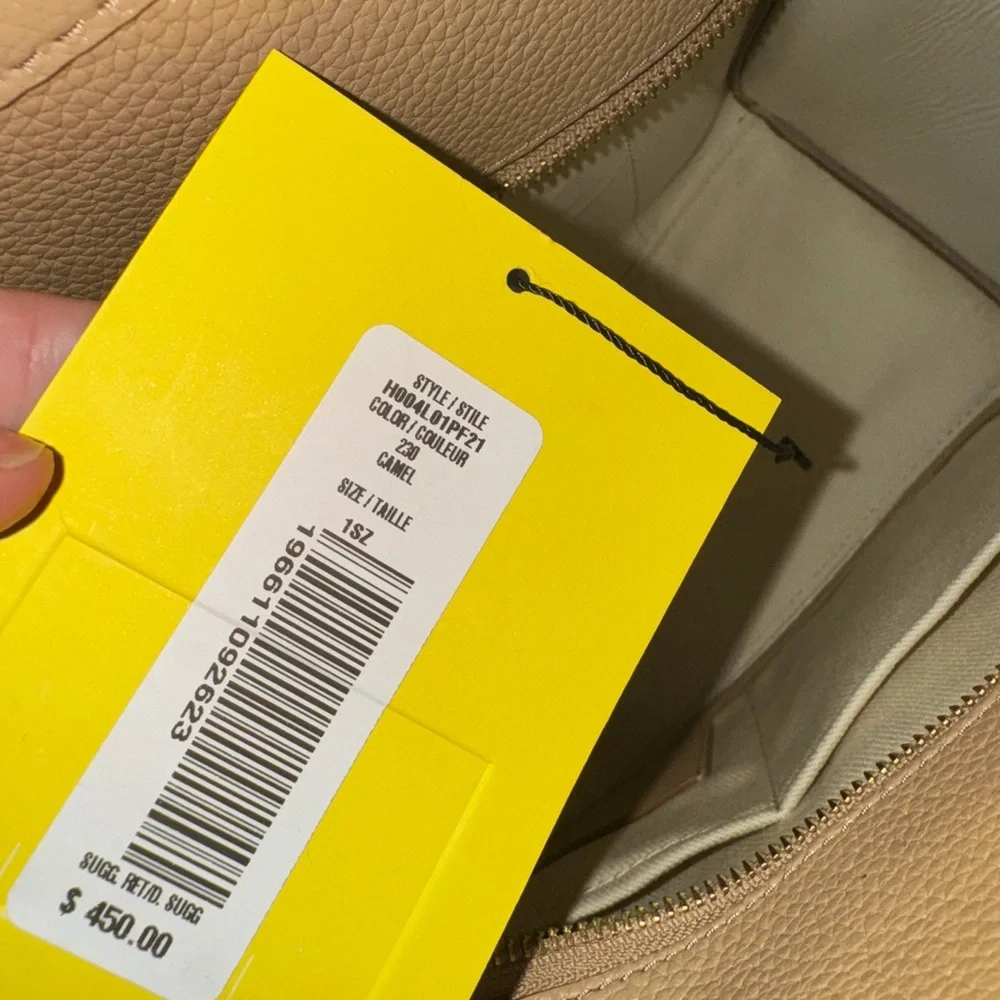 STYLE / STILE
H004L01PF21
COLOR / COULEUR
230
CAMEL
SIZE / TAILLE
1SZ
196611092623
SUGG. RET/D. SUGG
$ 450.00